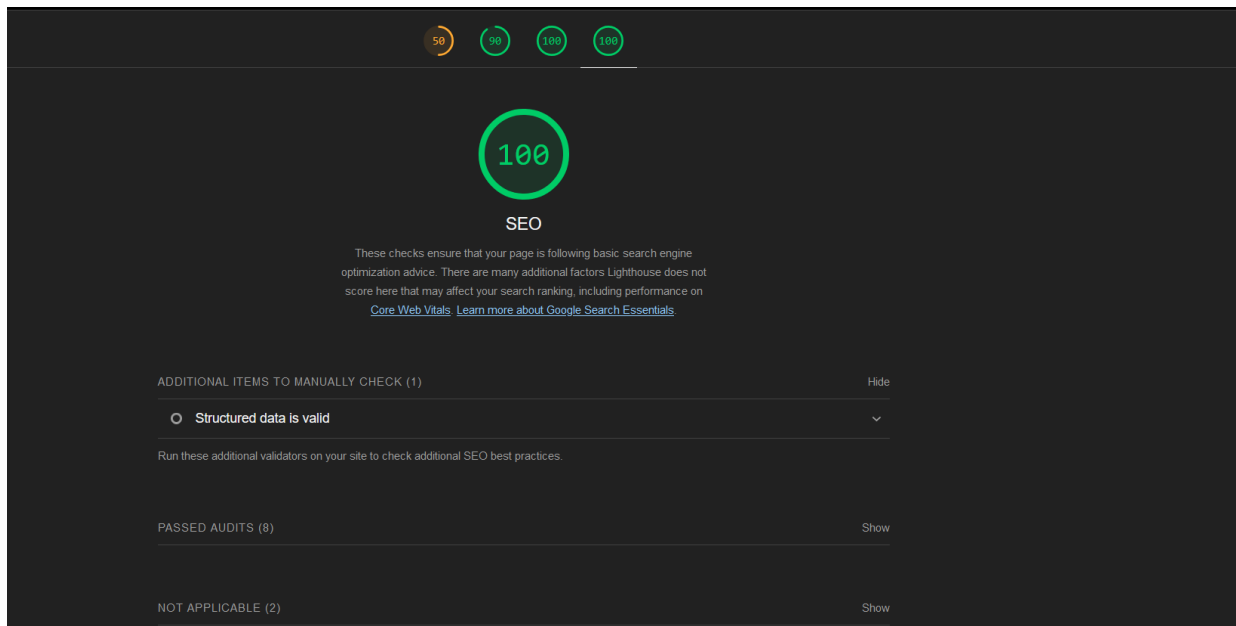 50 90 100 100
100
SEO
These checks ensure that your page is following basic search engine
optimization advice. There are many additional factors Lighthouse does not
score here that may affect your search ranking, including performance on
Core Web Vitals. Learn more about Google Search Essentials.
ADDITIONAL ITEMS TO MANUALLY CHECK (1) Hide
Structured data is valid
Run these additional validators on your site to check additional SEO best practices.
PASSED AUDITS (8) Show
NOT APPLICABLE (2) Show